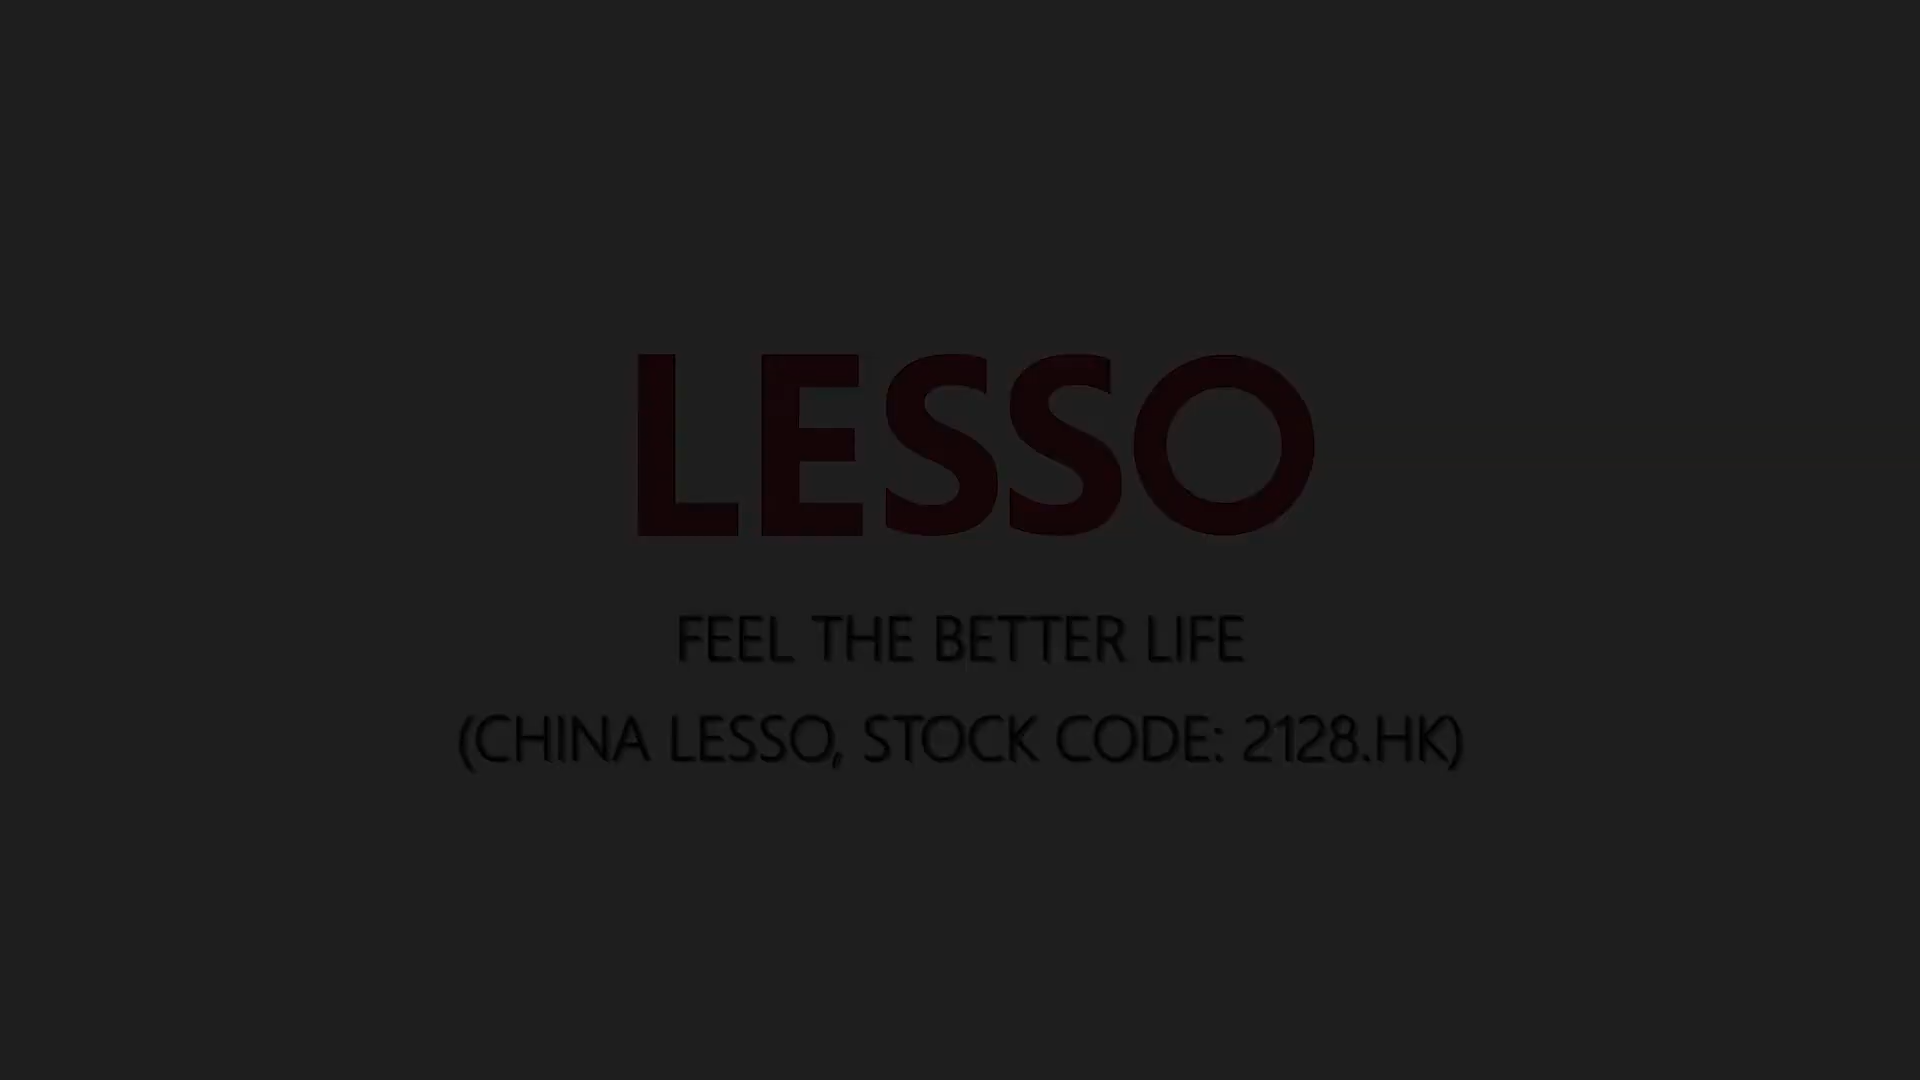 LESSO
FEEL THE BETTER LIFE
(CHINA LESSO, STOCK CODE: 2128.HK)